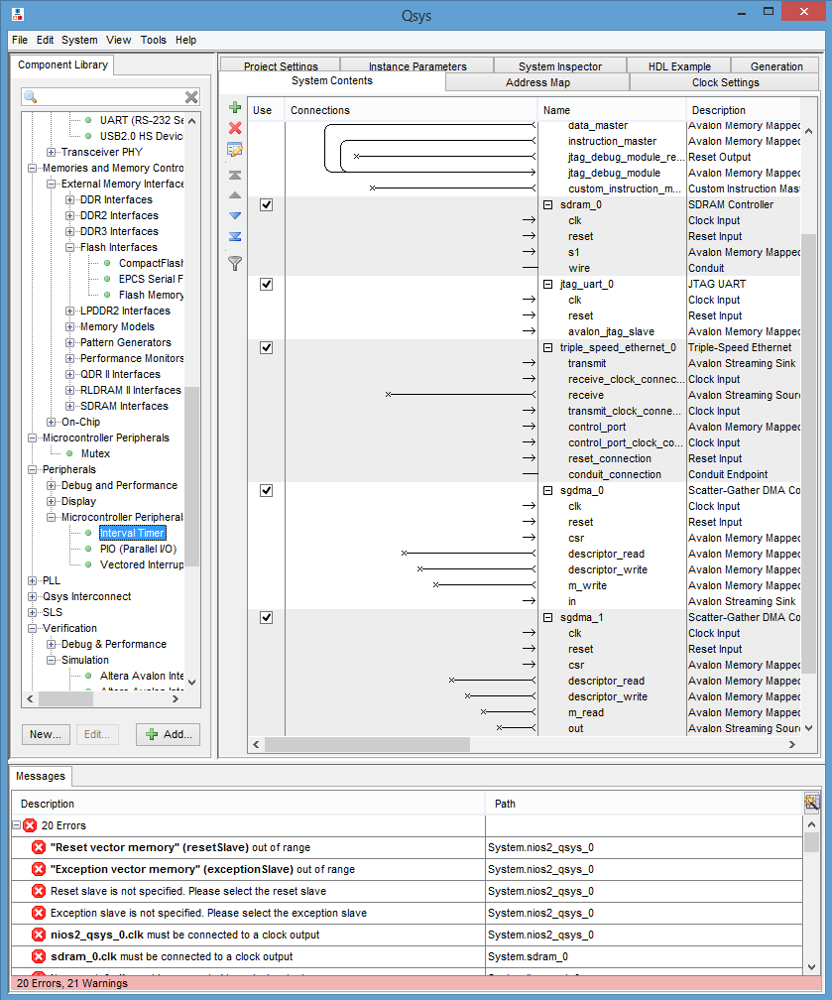 Qsys
File Edit System View Tools Help
Component Library
UART (RS-232 Se
USB2.0 HS Devic
Transceiver PHY
Memories and Memory Contro
External Memory Interface
DDR Interfaces
DDR2 Interfaces
DDR3 Interfaces
Flash Interfaces
CompactFlash
EPCS Serial F
Flash Memory
LPDDR2 Interfaces
Memory Models
Pattern Generators
Performance Monitors
QDR II Interfaces
RLDRAM II Interfaces
SDRAM Interfaces
On-Chip
Microcontroller Peripherals
Mutex
Peripherals
Debug and Performance
Display
Microcontroller Peripheral
Interval Timer
PIO (Parallel I/O)
Vectored Interrup
PLL
Qsys Interconnect
SLS
Verification
Debug & Performance
Simulation
Altera Avalon Inte
Altera Avalon Inte
New... Edit... Add...
Project Settings Instance Parameters System Inspector HDL Example Generation
System Contents Address Map Clock Settings
Use Connections Name Description
data_master Avalon Memory Mapped
instruction_master Avalon Memory Mapped
jtag_debug_module_re... Reset Output
jtag_debug_module Avalon Memory Mapped
custom_instruction_m... Custom Instruction Mast
sdram_0 SDRAM Controller
clk Clock Input
reset Reset Input
s1 Avalon Memory Mapped
wire Conduit
jtag_uart_0 JTAG UART
clk Clock Input
reset Reset Input
avalon_jtag_slave Avalon Memory Mapped
triple_speed_ethernet_0 Triple-Speed Ethernet
transmit Avalon Streaming Sink
receive_clock_connec... Clock Input
receive Avalon Streaming Sourc
transmit_clock_conne... Clock Input
control_port Avalon Memory Mapped
control_port_clock_co... Clock Input
reset_connection Reset Input
conduit_connection Conduit Endpoint
sgdma_0 Scatter-Gather DMA Co
clk Clock Input
reset Reset Input
csr Avalon Memory Mapped
descriptor_read Avalon Memory Mapped
descriptor_write Avalon Memory Mapped
m_write Avalon Memory Mapped
in Avalon Streaming Sink
sgdma_1 Scatter-Gather DMA Co
clk Clock Input
reset Reset Input
csr Avalon Memory Mapped
descriptor_read Avalon Memory Mapped
descriptor_write Avalon Memory Mapped
m_read Avalon Memory Mapped
out Avalon Streaming Sourc
Messages
Description Path
20 Errors
"Reset vector memory" (resetSlave) out of range System.nios2_qsys_0
"Exception vector memory" (exceptionSlave) out of range System.nios2_qsys_0
Reset slave is not specified. Please select the reset slave System.nios2_qsys_0
Exception slave is not specified. Please select the exception slave System.nios2_qsys_0
nios2_qsys_0.clk must be connected to a clock output System.nios2_qsys_0
sdram_0.clk must be connected to a clock output System.sdram_0
20 Errors, 21 Warnings